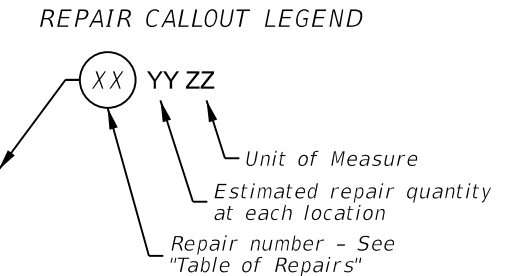 REPAIR CALLOUT LEGEND
XX YY ZZ
Unit of Measure
Estimated repair quantity
at each location
Repair number - See
"Table of Repairs"